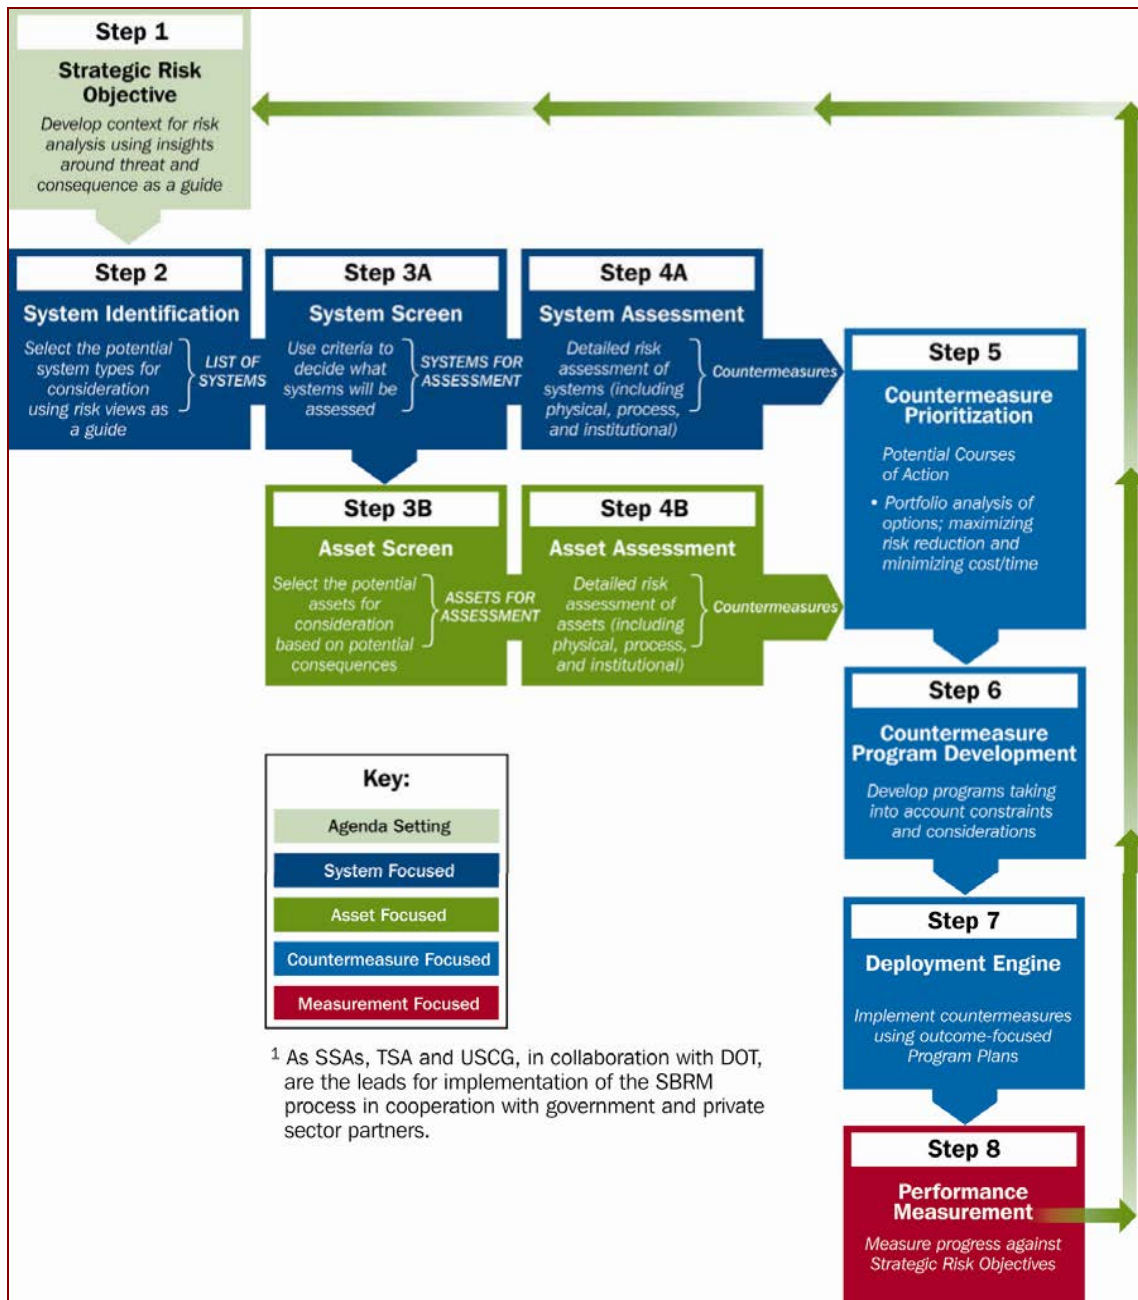 Step 1
Strategic Risk
Objective
Develop context for risk
analysis using insights
around threat and
consequence as a guide
Step 2
System Identification
Select the potential
system types for
consideration
using risk views as
a guide
LIST OF
SYSTEMS
Step 3A
System Screen
Use criteria to
decide what
systems will be
assessed
SYSTEMS FOR
ASSESSMENT
Step 4A
System Assessment
Detailed risk
assessment of
systems (including
physical, process,
and institutional)
Countermeasures
Step 3B
Asset Screen
Select the potential
assets for
consideration
based on potential
consequences
ASSETS FOR
ASSESSMENT
Step 4B
Asset Assessment
Detailed risk
assessment of
assets (including
physical, process,
and institutional)
Countermeasures
Step 5
Countermeasure
Prioritization
Potential Courses
of Action
• Portfolio analysis of
options; maximizing
risk reduction and
minimizing cost/time
Step 6
Countermeasure
Program Development
Develop programs taking
into account constraints
and considerations
Step 7
Deployment Engine
Implement countermeasures
using outcome-focused
Program Plans
Step 8
Performance
Measurement
Measure progress against
Strategic Risk Objectives
Key:
Agenda Setting
System Focused
Asset Focused
Countermeasure Focused
Measurement Focused
1 As SSAs, TSA and USCG, in collaboration with DOT,
are the leads for implementation of the SBRM
process in cooperation with government and private
sector partners.